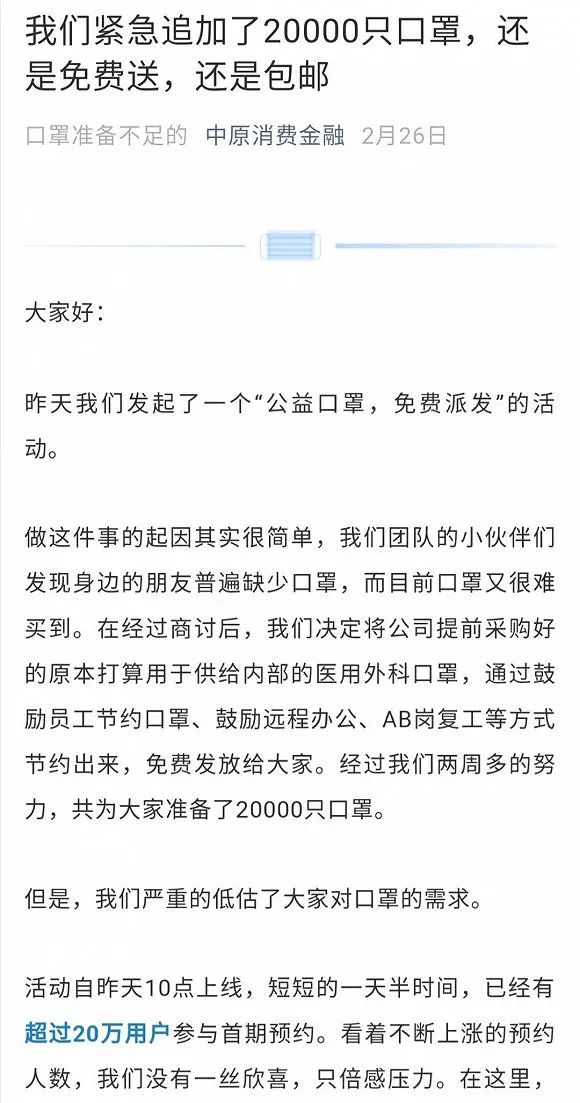 我们紧急追加了20000只口罩，还
是免费送，还是包邮
口罩准备不足的 中原消费金融 2月26日
大家好：
昨天我们发起了一个“公益口罩，免费派发”的活
动。
做这件事的起因其实很简单，我们团队的小伙伴们
发现身边的朋友普遍缺少口罩，而目前口罩又很难
买到。在经过商讨后，我们决定将公司提前采购好
的原本打算用于供给内部的医用外科口罩，通过鼓
励员工节约口罩、鼓励远程办公、AB岗复工等方式
节约出来，免费发放给大家。经过我们两周多的努
力，共为大家准备了20000只口罩。
但是，我们严重的低估了大家对口罩的需求。
活动自昨天10点上线，短短的一天半时间，已经有
超过20万用户参与首期预约。看着不断上涨的预约
人数，我们没有一丝欣喜，只倍感压力。在这里，